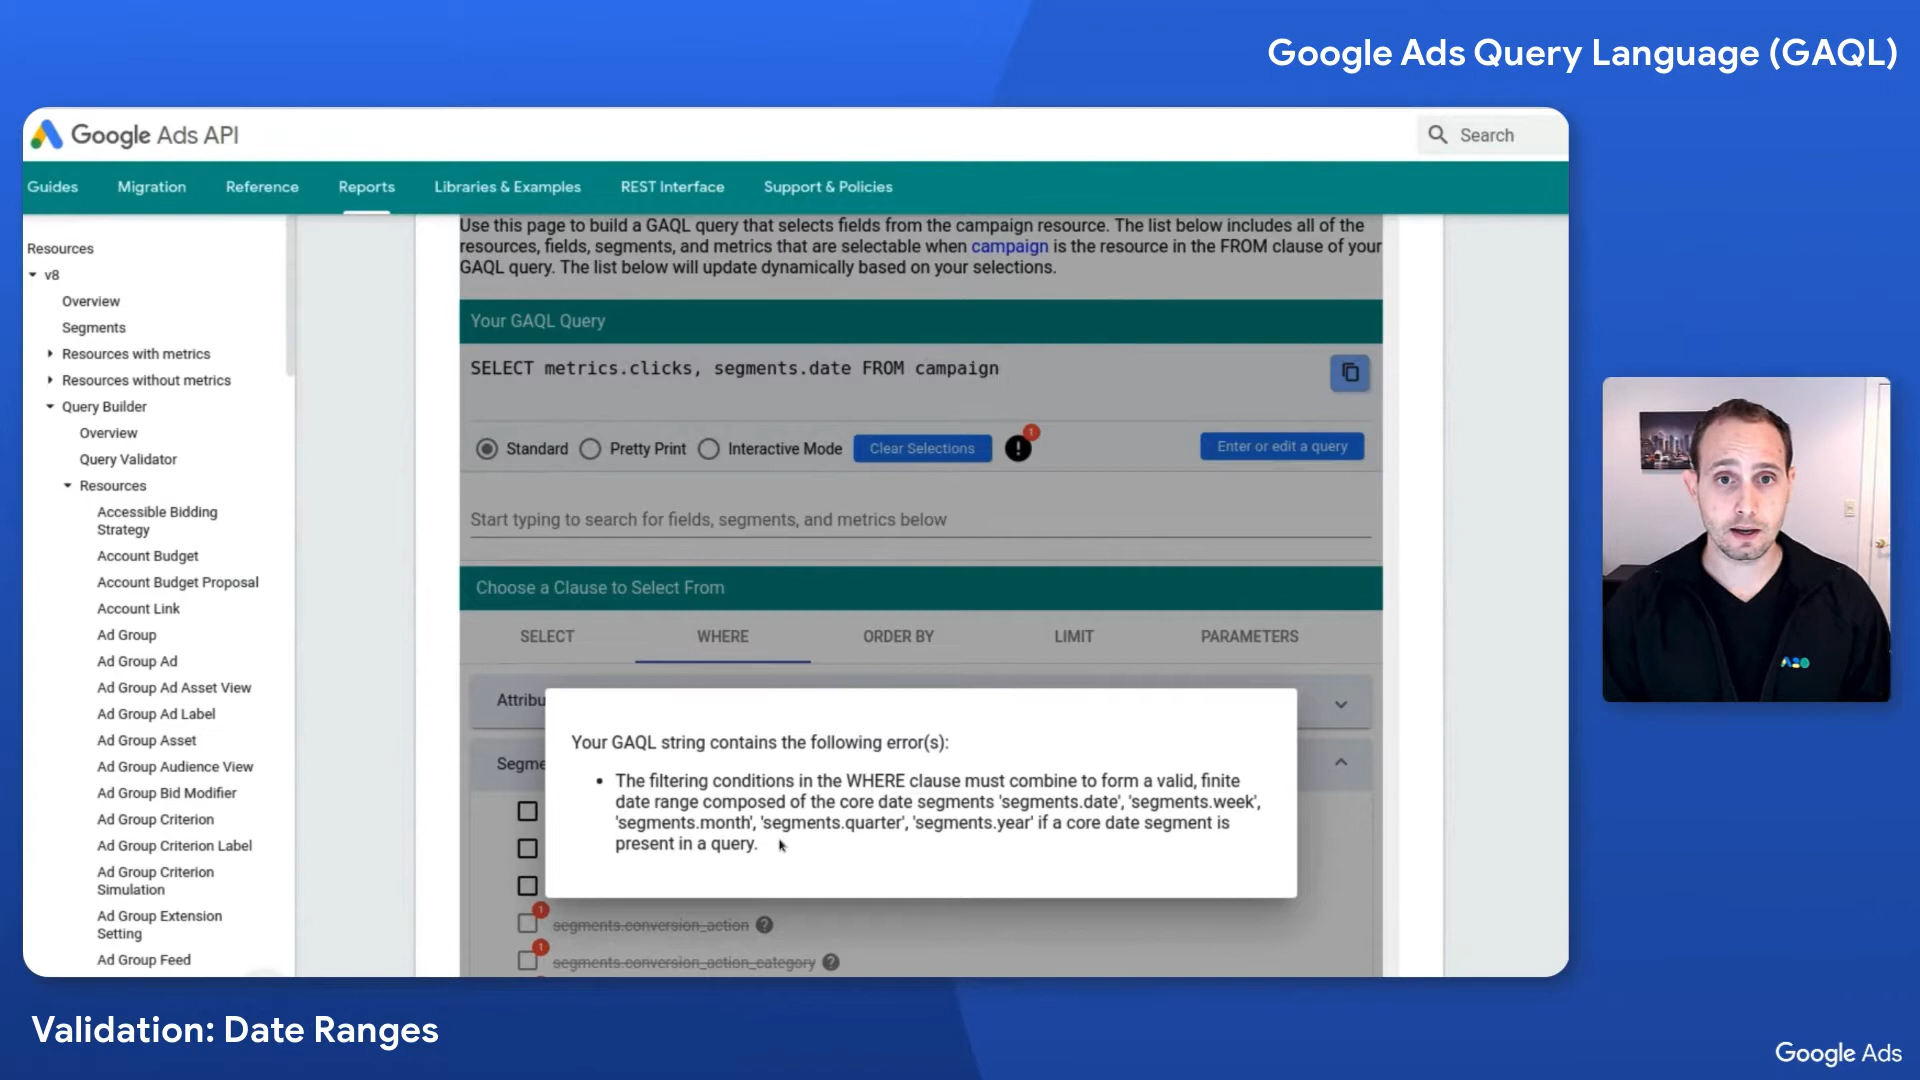 Google Ads Query Language (GAQL)
Google Ads API
Search
Guides
Migration
Reference
Reports
Libraries & Examples
REST Interface
Support & Policies
Resources
v8
Overview
Segments
Resources with metrics
Resources without metrics
Query Builder
Overview
Query Validator
Resources
Accessible Bidding
Strategy
Account Budget
Account Budget Proposal
Account Link
Ad Group
Ad Group Ad
Ad Group Ad Asset View
Ad Group Ad Label
Ad Group Asset
Ad Group Audience View
Ad Group Bid Modifier
Ad Group Criterion
Ad Group Criterion Label
Ad Group Criterion
Simulation
Ad Group Extension
Setting
Ad Group Feed
Use this page to build a GAQL query that selects fields from the campaign resource. The list below includes all of the
resources, fields, segments, and metrics that are selectable when campaign is the resource in the FROM clause of your
GAQL query. The list below will update dynamically based on your selections.
Your GAQL Query
SELECT metrics.clicks, segments.date FROM campaign
Standard
Pretty Print
Interactive Mode
Clear Selections
!
1
Enter or edit a query
Start typing to search for fields, segments, and metrics below
Choose a Clause to Select From
SELECT
WHERE
ORDER BY
LIMIT
PARAMETERS
Attribu
Segme
Your GAQL string contains the following error(s):
• The filtering conditions in the WHERE clause must combine to form a valid, finite
date range composed of the core date segments 'segments.date', 'segments.week',
'segments.month', 'segments.quarter', 'segments.year' if a core date segment is
present in a query.
1
segments.conversion_action ?
1
segments.conversion_action_category ?
Validation: Date Ranges
Google Ads